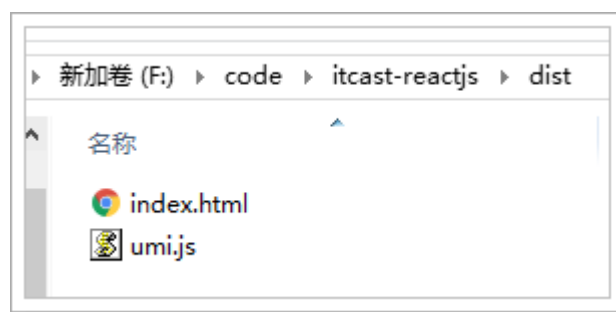 新加卷 (F:) ▸ code ▸ itcast-reactjs ▸ dist
名称
index.html
umi.js